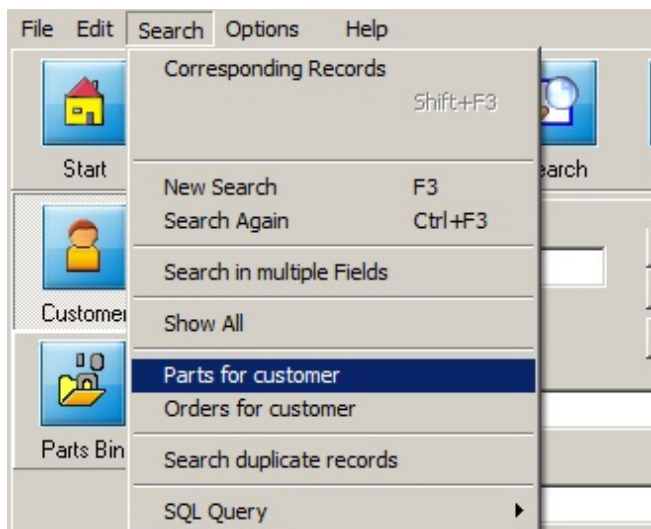 File Edit Search Options Help
Corresponding Records
Shift+F3
Start
New Search F3
Search Again Ctrl+F3
Search in multiple Fields
Customer
Show All
Parts for customer
Orders for customer
Parts Bin
Search duplicate records
SQL Query